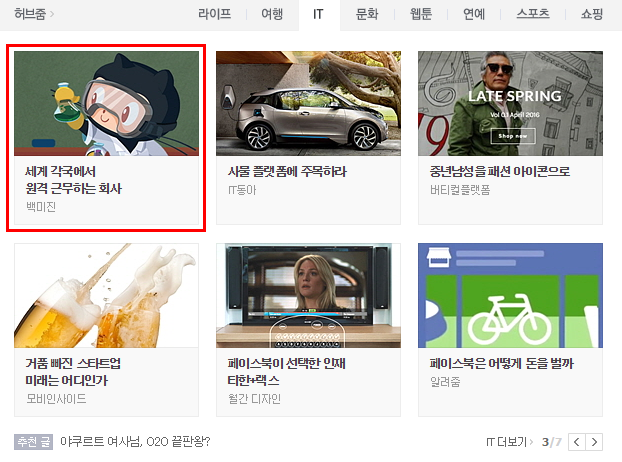 허브줌 >
라이프 여행 IT 문화 웹툰 연예 스포츠 쇼핑
세계 각국에서
원격 근무하는 회사
백미진
사물 플랫폼에 주목하라
IT동아
LATE SPRING
Vol 03 April 2016
Shop now
중년남성을 패션 아이콘으로
버티컬플랫폼
거품 빠진 스타트업
미래는 어디인가
모비인사이드
페이스북이 선택한 인재
티한+랙스
월간 디자인
페이스북은 어떻게 돈을 벌까
알려줌
추천 글 야쿠르트 여사님, O2O 끝판왕?
IT 더보기 > 3/7 < >